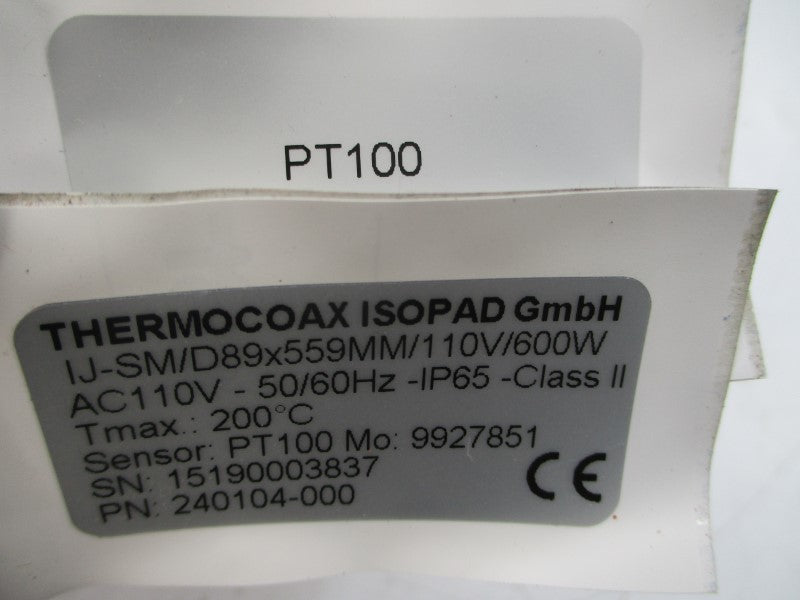 PT100
THERMOCOAX ISOPAD GmbH
IJ-SM/D89x559MM/110V/600W
AC110V - 50/60Hz -IP65 -Class II
Tmax.: 200°C
Sensor: PT100 Mo: 9927851
SN: 15190003837
PN: 240104-000
CE